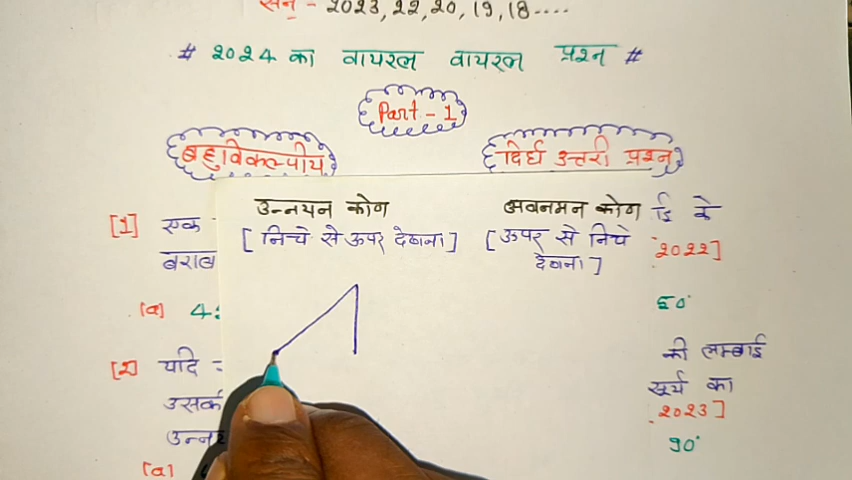 सन् - 2023, 22, 20, 19, 18 ....
# 2024 का वायरल वायरल प्रश्न #
Part - 1
बहुविकल्पीय
दिर्घ उत्तरी प्रश्न
उन्नयन कोण
[निचे से ऊपर देखना]
अवनमन कोण
[ऊपर से निचे
देखना]
[1] एक
के
बराब
2022]
[a] 4
60°
[2] यदि
की लम्बाई
उसकी
सूर्य का
2023]
उन्न
90°
[a]